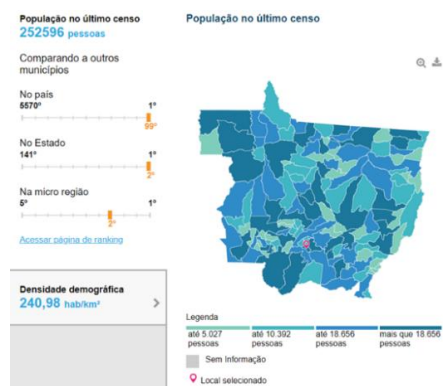 População no último censo
252596 pessoas
Comparando a outros
municípios
No país
5570º 1º
99º
No Estado
141º 1º
2º
Na micro região
5º 1º
2º
Acessar página de ranking
Densidade demográfica
240,98 hab/km²
População no último censo
Legenda
até 5.027 pessoas
até 10.392 pessoas
até 18.656 pessoas
mais que 18.656 pessoas
Sem Informação
Local selecionado